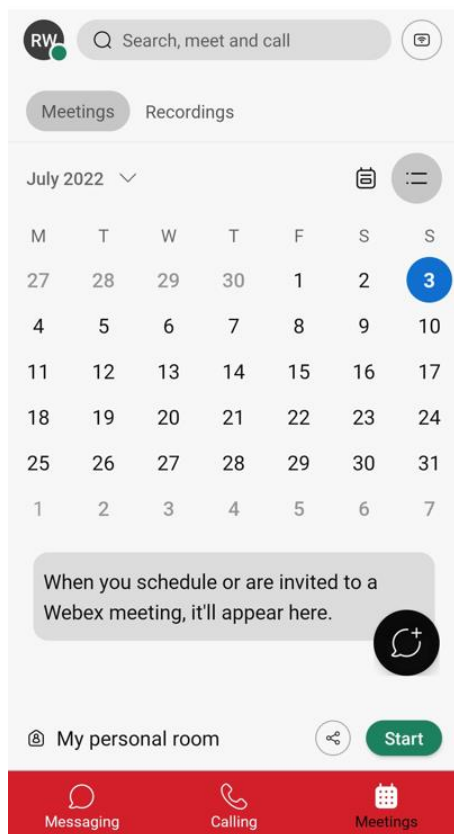 RW
Search, meet and call
Meetings Recordings
July 2022
M T W T F S S
27 28 29 30 1 2 3
4 5 6 7 8 9 10
11 12 13 14 15 16 17
18 19 20 21 22 23 24
25 26 27 28 29 30 31
1 2 3 4 5 6 7
When you schedule or are invited to a
Webex meeting, it'll appear here.
My personal room Start
Messaging Calling Meetings